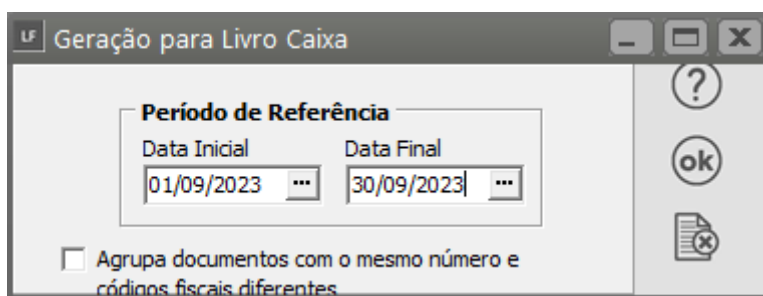 LF Geração para Livro Caixa
Período de Referência
Data Inicial Data Final
01/09/2023 ... 30/09/2023 ...
?
ok
Agrupa documentos com o mesmo número e
códigos fiscais diferentes